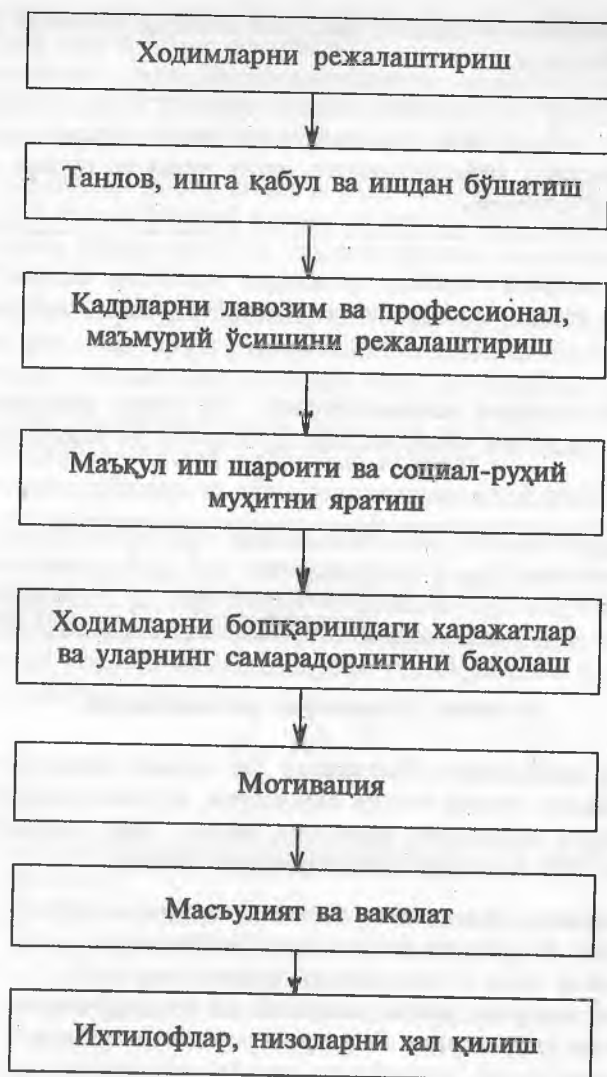 Ходимларни режалаштириш
Танлов, ишга қабул ва ишдан бўшатиш
Кадрларни лавозим ва профессионал,
маъмурий ўсишини режалаштириш
Маъқул иш шароити ва социал-руҳий
муҳитни яратиш
Ходимларни бошқаришдаги харажатлар
ва уларнинг самарадорлигини баҳолаш
Мотивация
Масъулият ва ваколат
Ихтилофлар, низоларни ҳал қилиш